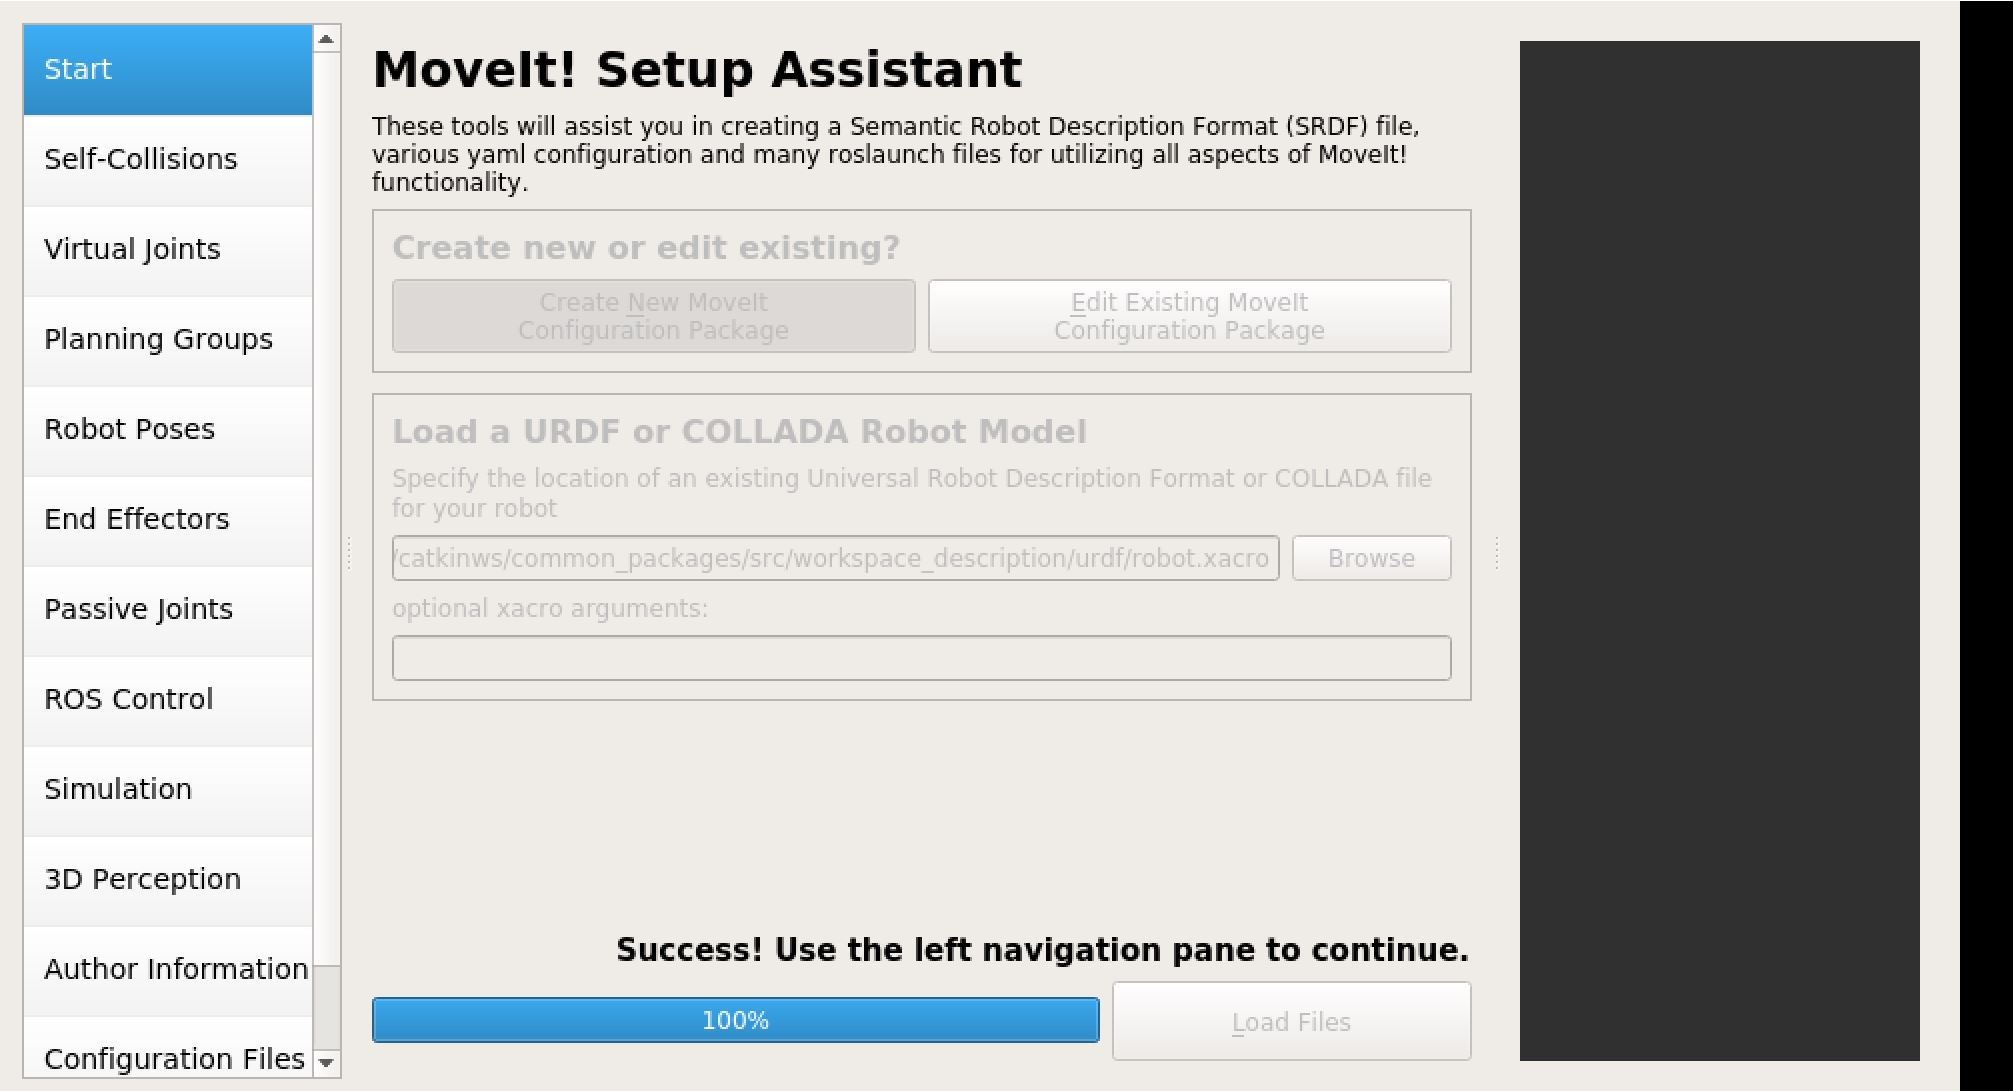 Start
Self-Collisions
Virtual Joints
Planning Groups
Robot Poses
End Effectors
Passive Joints
ROS Control
Simulation
3D Perception
Author Information
Configuration Files
MoveIt! Setup Assistant
These tools will assist you in creating a Semantic Robot Description Format (SRDF) file,
various yaml configuration and many roslaunch files for utilizing all aspects of MoveIt!
functionality.
Create new or edit existing?
Create New MoveIt
Configuration Package
Edit Existing MoveIt
Configuration Package
Load a URDF or COLLADA Robot Model
Specify the location of an existing Universal Robot Description Format or COLLADA file
for your robot
/catkinws/common_packages/src/workspace_description/urdf/robot.xacro
Browse
optional xacro arguments:
Success! Use the left navigation pane to continue.
100%
Load Files